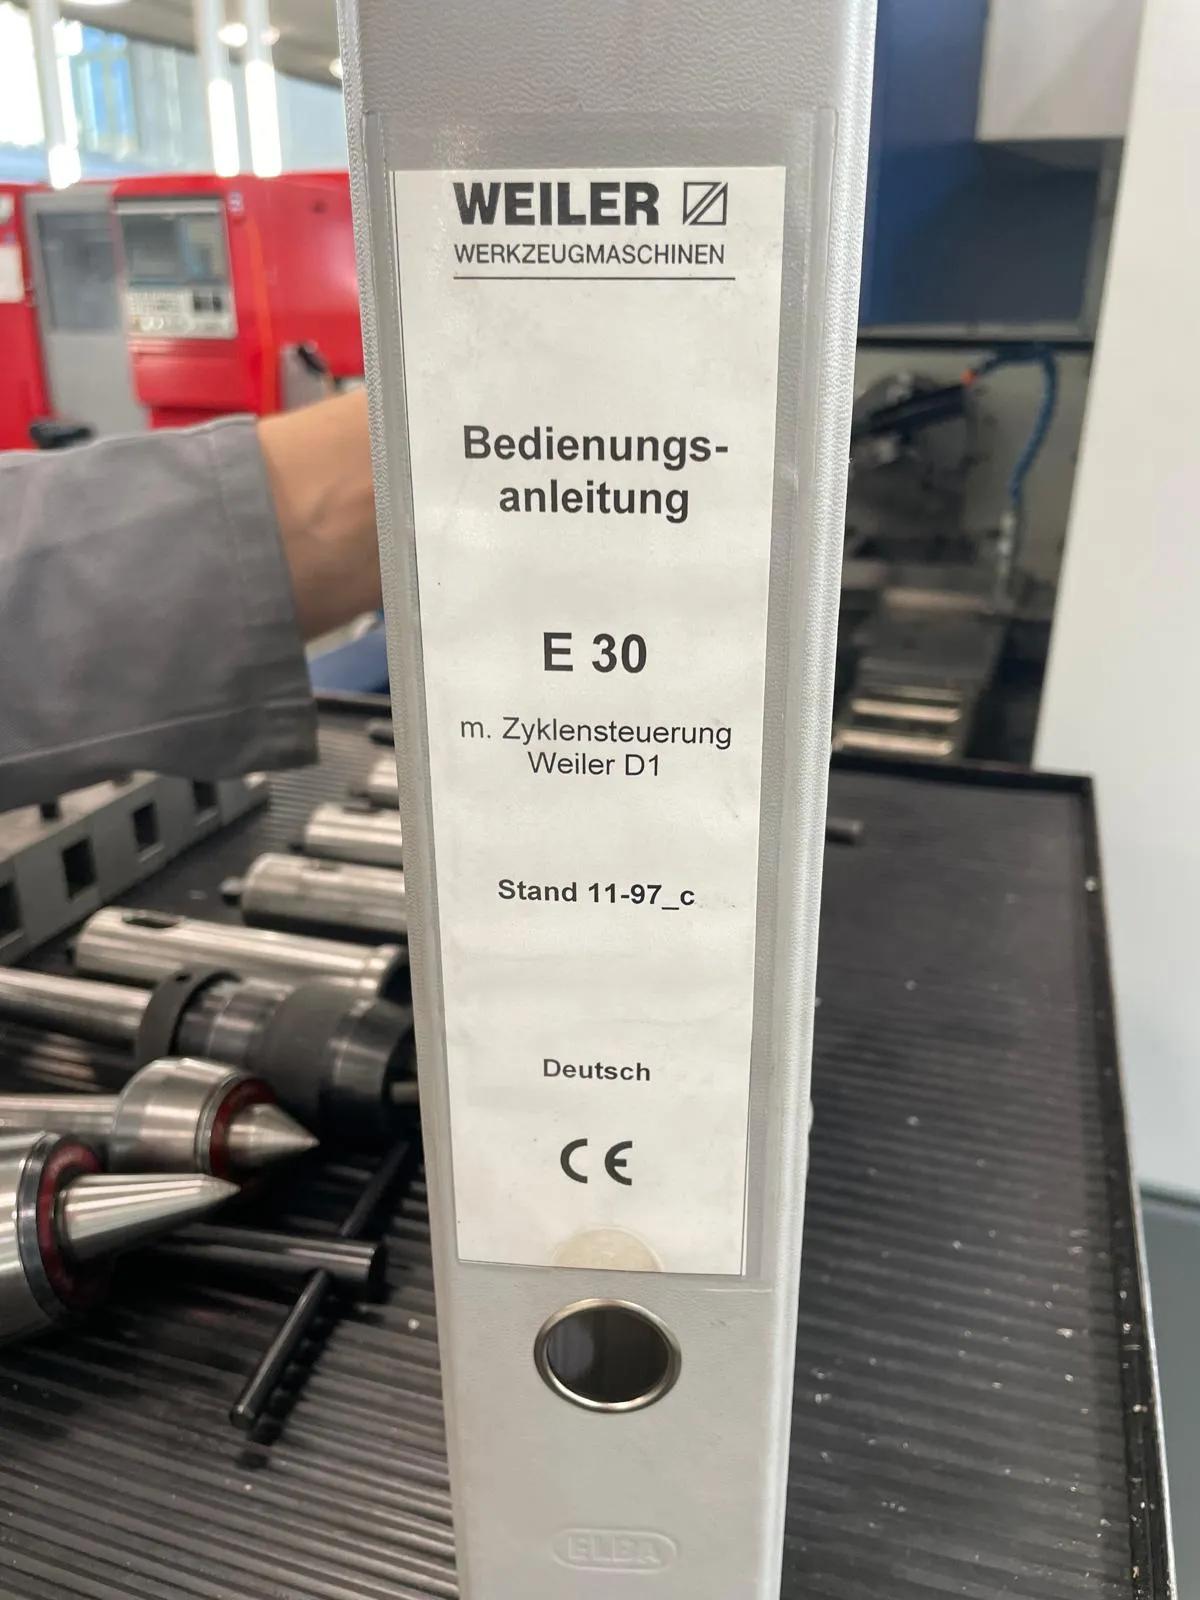 WEILER
WERKZEUGMASCHINEN
Bedienungs-
anleitung
E 30
m. Zyklensteuerung
Weiler D1
Stand 11-97_c
Deutsch
CE
ELBA